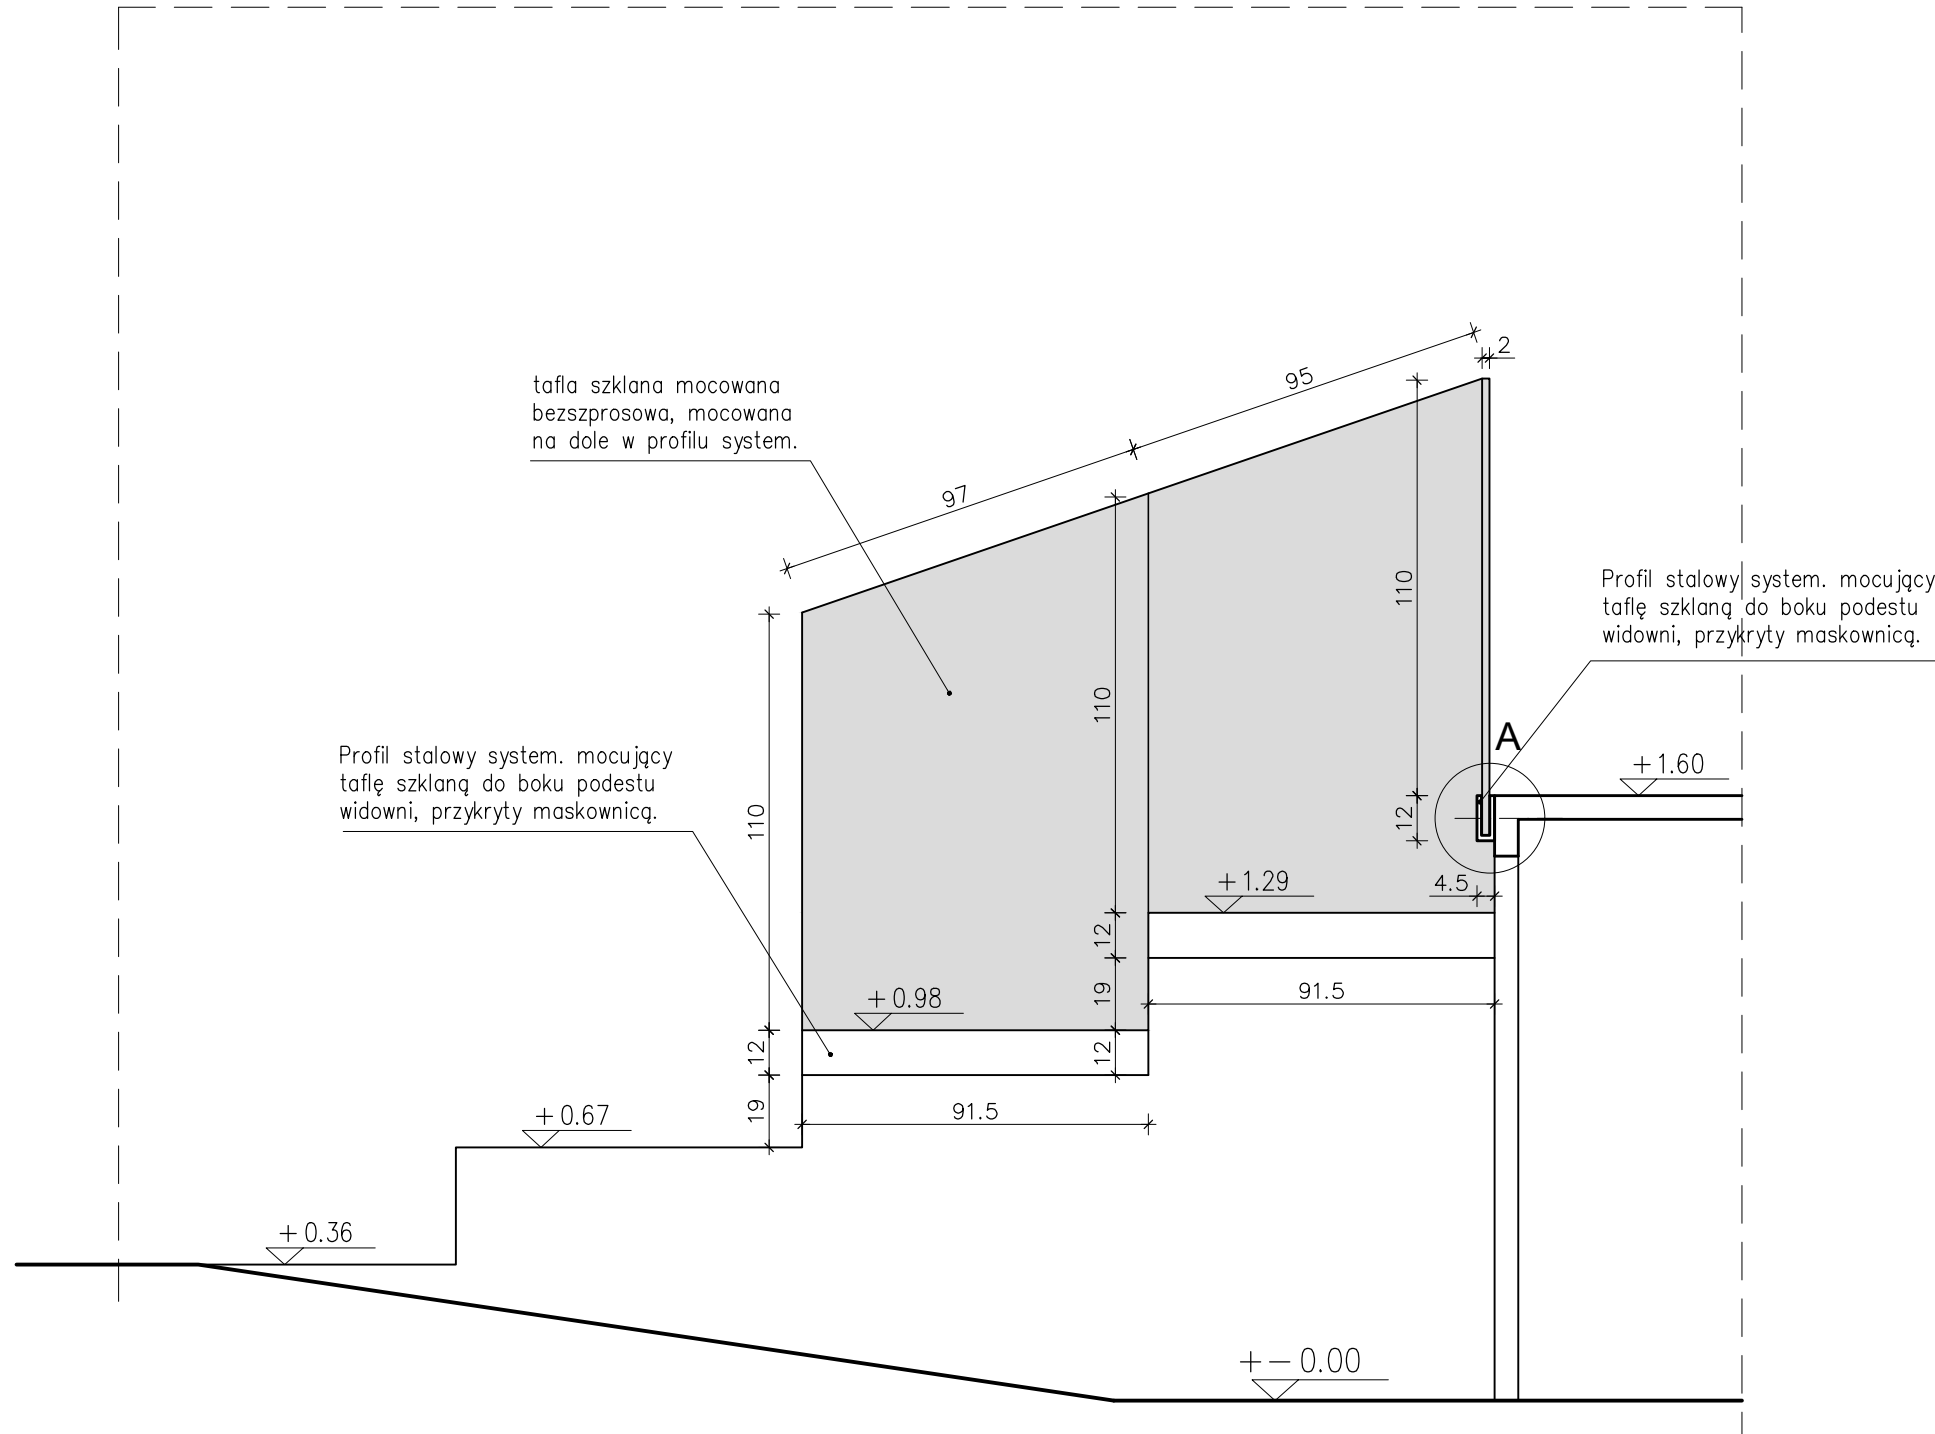 2
95
tafla szklana mocowana
bezszprosowa, mocowana
na dole w profilu system.
97
110
Profil stalowy system. mocujący
taflę szklaną do boku podestu
widowni, przykryty maskownicą.
110
A
Profil stalowy system. mocujący
taflę szklaną do boku podestu
widowni, przykryty maskownicą.
+1.60
110
12
+1.29
4.5
12
19
91.5
+0.98
12
12
19
91.5
+0.67
+0.36
+-0.00